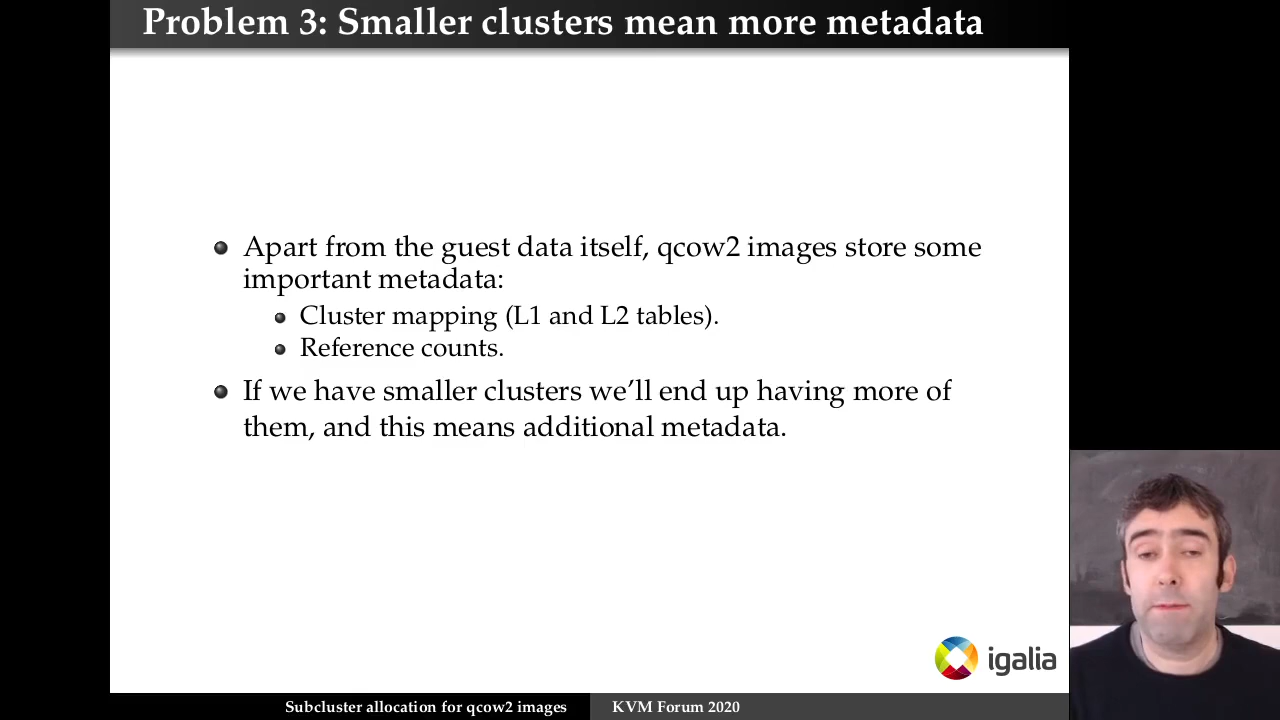 Problem 3: Smaller clusters mean more metadata
Apart from the guest data itself, qcow2 images store some
important metadata:
Cluster mapping (L1 and L2 tables).
Reference counts.
If we have smaller clusters we’ll end up having more of
them, and this means additional metadata.
igalia
Subcluster allocation for qcow2 images
KVM Forum 2020